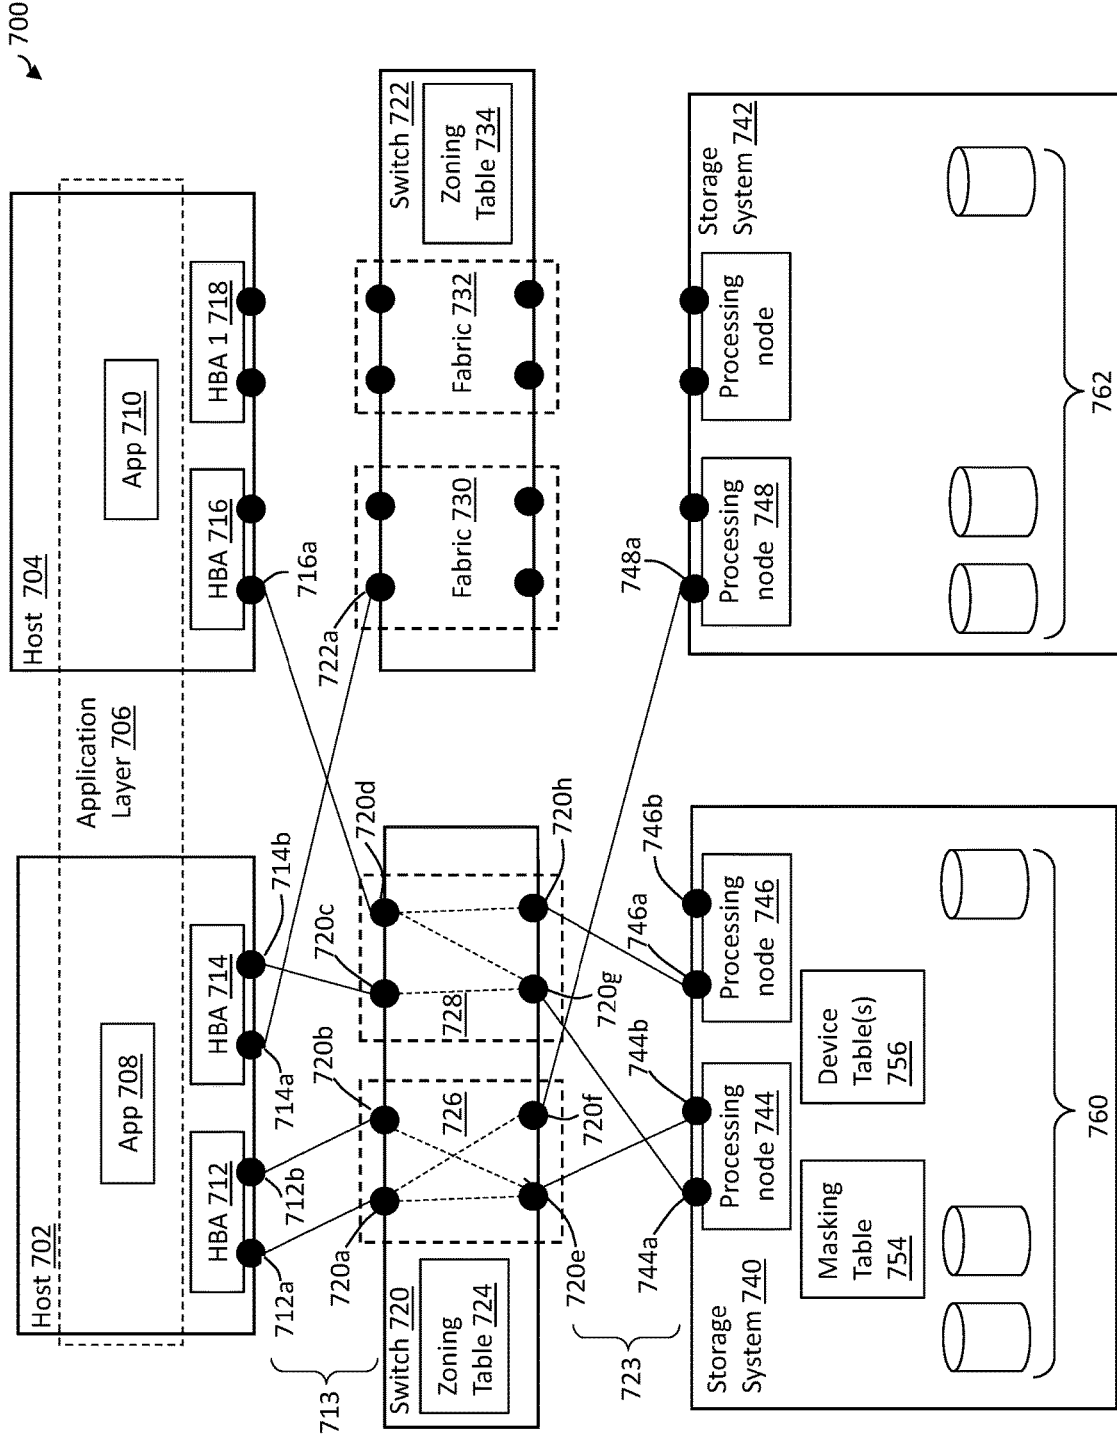 700
Host 702
Application
Layer 706
App 708
HBA 712
HBA 714
712a
712b
714a
714b
713
Host 704
App 710
HBA 716
HBA 1 718
716a
Switch 720
Zoning
Table 724
720a
720b
720c
720d
726
728
720e
720f
720g
720h
723
Switch 722
Zoning
Table 734
722a
Fabric 730
Fabric 732
Storage
System 740
744a
744b
746a
746b
Processing
node 744
Processing
node 746
Masking
Table
754
Device
Table(s)
756
760
Storage
System 742
748a
Processing
node 748
Processing
node
762